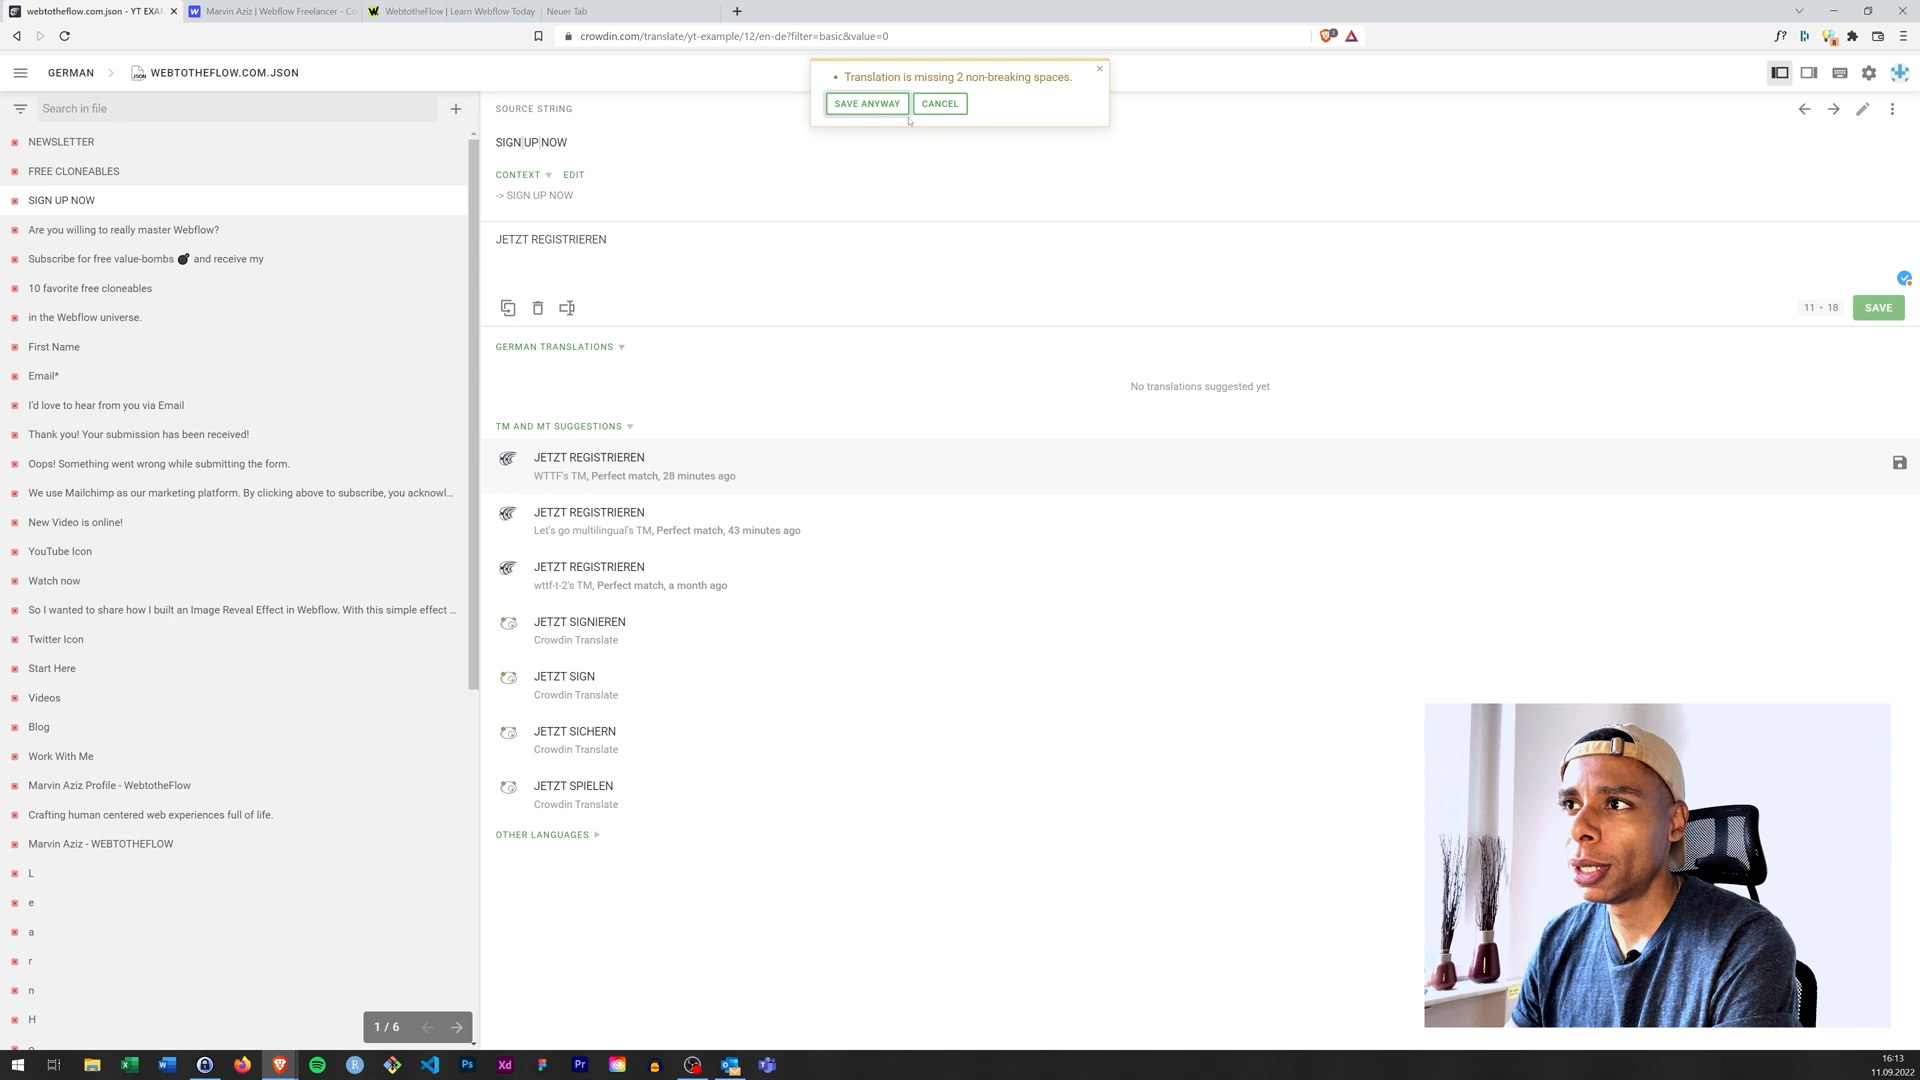 webtotheflow.com.json - YT EXA
Marvin Aziz | Webflow Freelancer - Co
WebtotheFlow | Learn Webflow Today
Neuer Tab
crowdin.com/translate/yt-example/12/en-de?filter=basic&value=0
GERMAN
WEBTOTHEFLOW.COM.JSON
Translation is missing 2 non-breaking spaces.
SAVE ANYWAY
CANCEL
Search in file
NEWSLETTER
FREE CLONEABLES
SIGN UP NOW
Are you willing to really master Webflow?
Subscribe for free value-bombs 💣 and receive my
10 favorite free cloneables
in the Webflow universe.
First Name
Email*
I'd love to hear from you via Email
Thank you! Your submission has been received!
Oops! Something went wrong while submitting the form.
We use Mailchimp as our marketing platform. By clicking above to subscribe, you acknowl...
New Video is online!
YouTube Icon
Watch now
So I wanted to share how I built an Image Reveal Effect in Webflow. With this simple effect ...
Twitter Icon
Start Here
Videos
Blog
Work With Me
Marvin Aziz Profile - WebtotheFlow
Crafting human centered web experiences full of life.
Marvin Aziz - WEBTOTHEFLOW
L
e
a
r
n
H
1 / 6
SOURCE STRING
SIGN UP NOW
CONTEXT
EDIT
-> SIGN UP NOW
JETZT REGISTRIEREN
11 • 18
SAVE
GERMAN TRANSLATIONS
No translations suggested yet
TM AND MT SUGGESTIONS
JETZT REGISTRIEREN
WTTF's TM, Perfect match, 28 minutes ago
JETZT REGISTRIEREN
Let's go multilingual's TM, Perfect match, 43 minutes ago
JETZT REGISTRIEREN
wttf-t-2's TM, Perfect match, a month ago
JETZT SIGNIEREN
Crowdin Translate
JETZT SIGN
Crowdin Translate
JETZT SICHERN
Crowdin Translate
JETZT SPIELEN
Crowdin Translate
OTHER LANGUAGES
16:13
11.09.2022